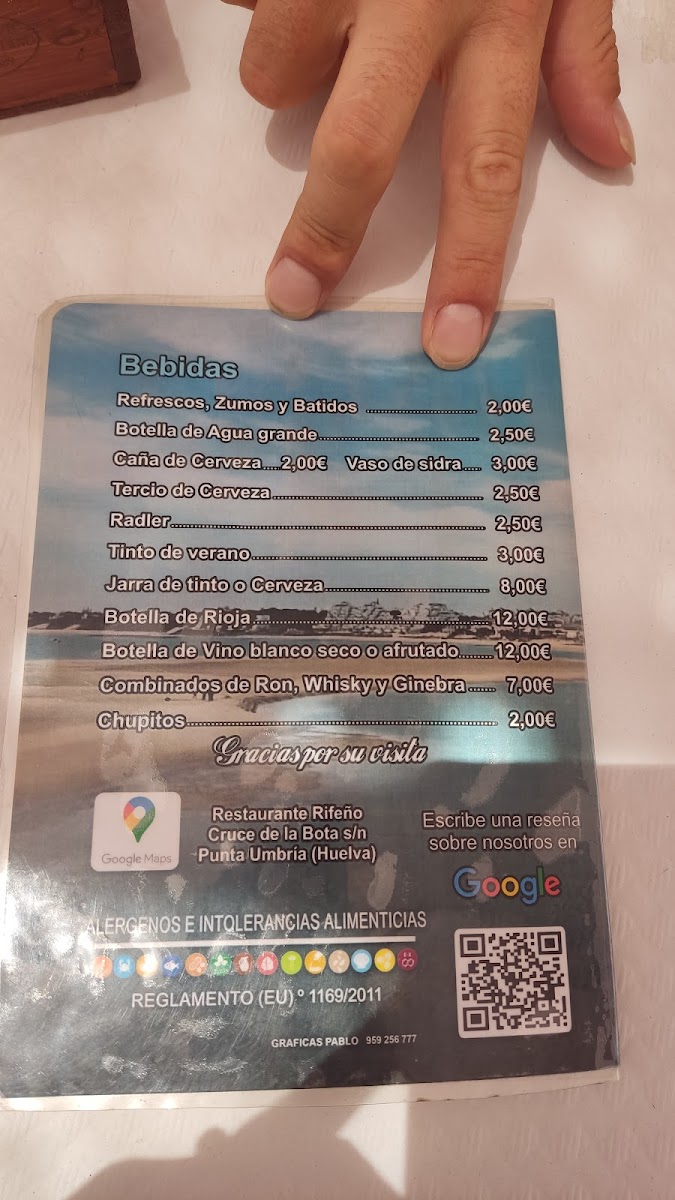 Bebidas
Refrescos, Zumos y Batidos ........................ 2,00€
Botella de Agua grande........................ 2,50€
Caña de Cerveza....2,00€ Vaso de sidra.... 3,00€
Tercio de Cerveza........................ 2,50€
Radler........................ 2,50€
Tinto de verano........................ 3,00€
Jarra de tinto o Cerveza........................ 8,00€
Botella de Rioja........................12,00€
Botella de Vino blanco seco o afrutado........12,00€
Combinados de Ron, Whisky y Ginebra...... 7,00€
Chupitos........................ 2,00€
Gracias por su visita
Google Maps
Restaurante Rifeño
Cruce de la Bota s/n
Punta Umbría (Huelva)
Escribe una reseña
sobre nosotros en
Google
ALERGENOS E INTOLERANCIAS ALIMENTICIAS
REGLAMENTO (EU) º 1169/2011
GRAFICAS PABLO 959 256 777